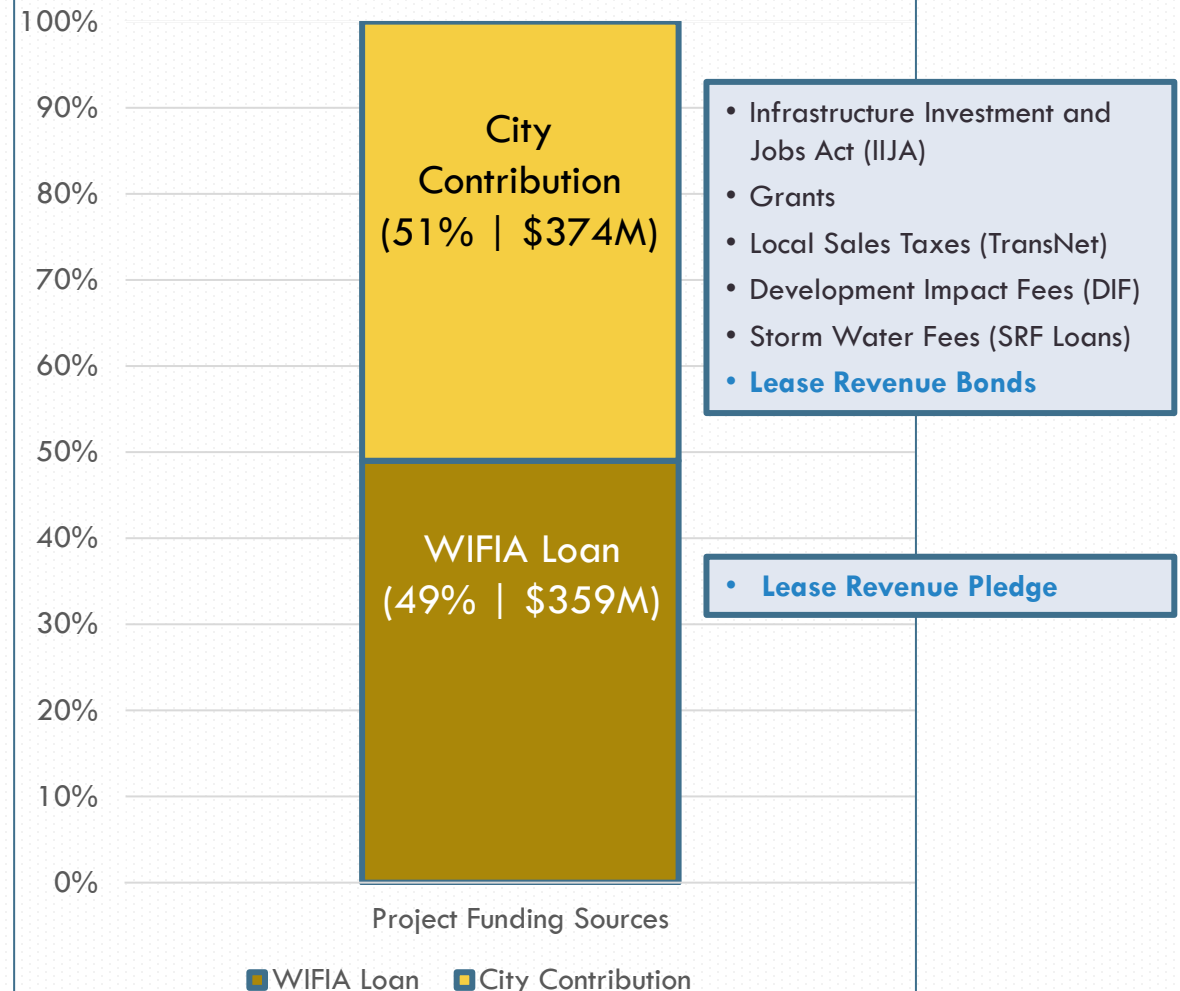 100%
90%
80%
70%
60%
50%
40%
30%
20%
10%
0%
City
Contribution
(51% | $374M)
WIFIA Loan
(49% | $359M)
• Infrastructure Investment and
Jobs Act (IIJA)
• Grants
• Local Sales Taxes (TransNet)
• Development Impact Fees (DIF)
• Storm Water Fees (SRF Loans)
• Lease Revenue Bonds
• Lease Revenue Pledge
Project Funding Sources
WIFIA Loan City Contribution